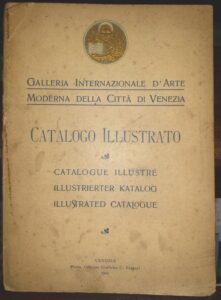 GALLERIA INTERNAZIONALE D'ARTE
MODERNA DELLA CITTÀ DI VENEZIA
CATALOGO ILLUSTRATO
CATALOGUE ILLUSTRÉ
ILLUSTRIERTER KATALOG
ILLUSTRATED CATALOGUE
VENEZIA